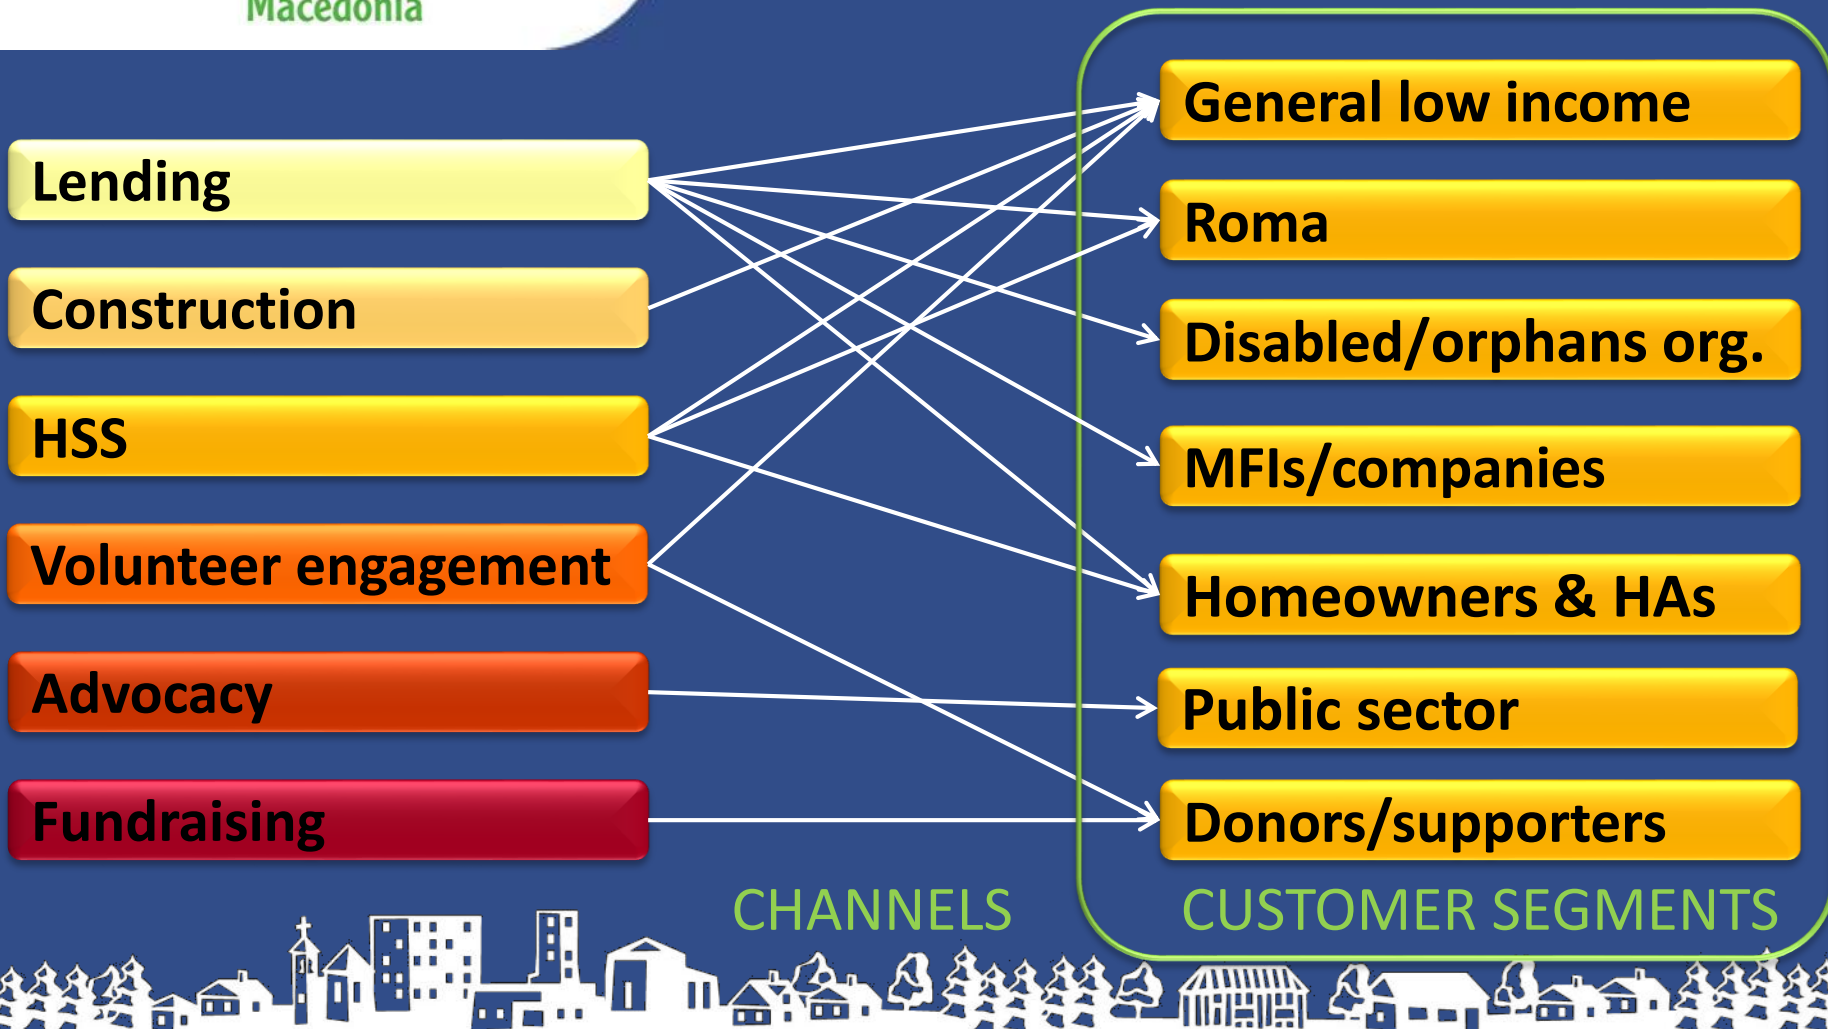 Macedonia
Lending
Construction
HSS
Volunteer engagement
Advocacy
Fundraising
General low income
Roma
Disabled/orphans org.
MFIs/companies
Homeowners & HAs
Public sector
Donors/supporters
CHANNELS
CUSTOMER SEGMENTS